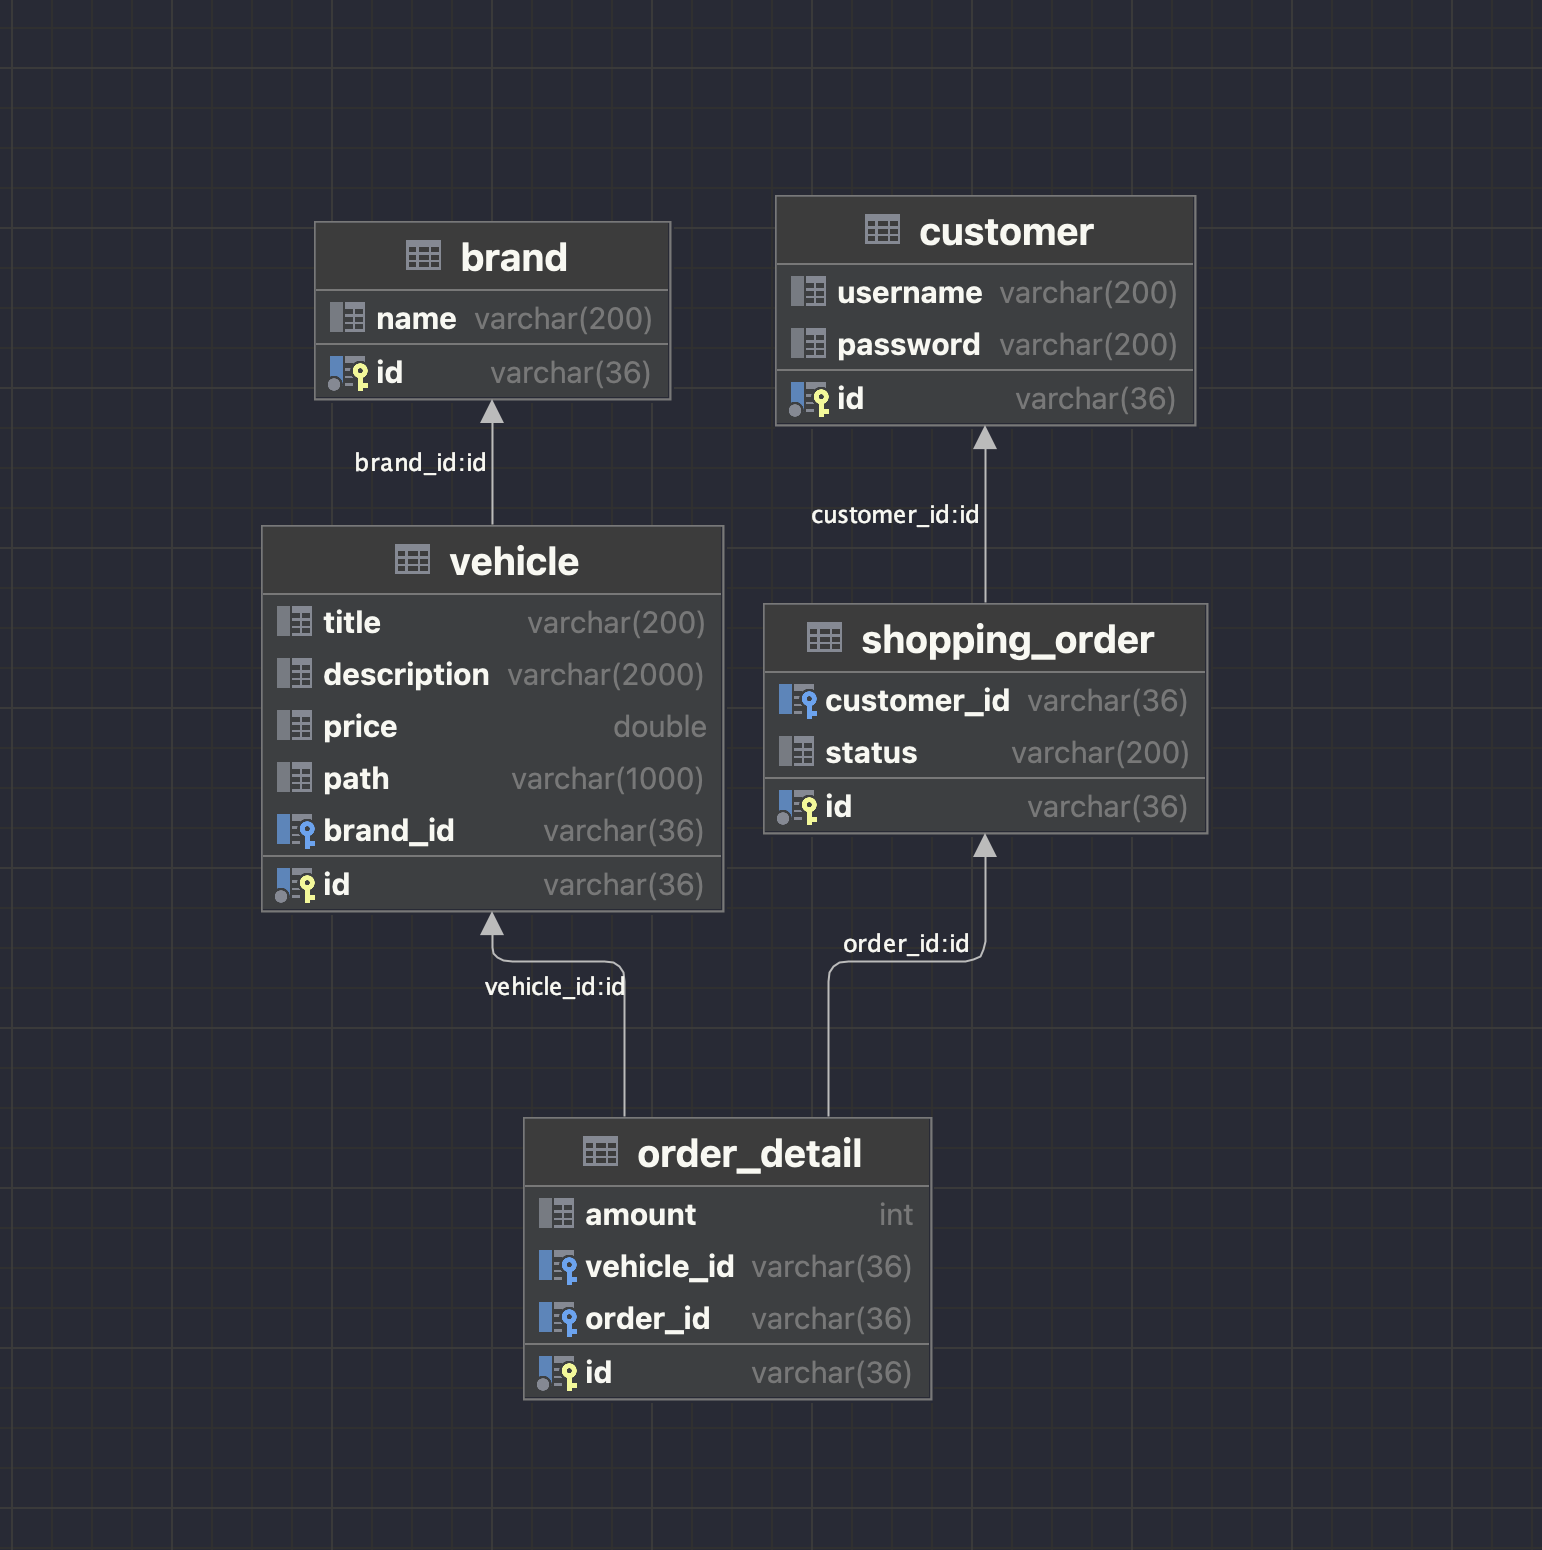 brand
name varchar(200)
id varchar(36)
customer
username varchar(200)
password varchar(200)
id varchar(36)
brand_id:id
customer_id:id
vehicle
title varchar(200)
description varchar(2000)
price double
path varchar(1000)
brand_id varchar(36)
id varchar(36)
shopping_order
customer_id varchar(36)
status varchar(200)
id varchar(36)
vehicle_id:id
order_id:id
order_detail
amount int
vehicle_id varchar(36)
order_id varchar(36)
id varchar(36)